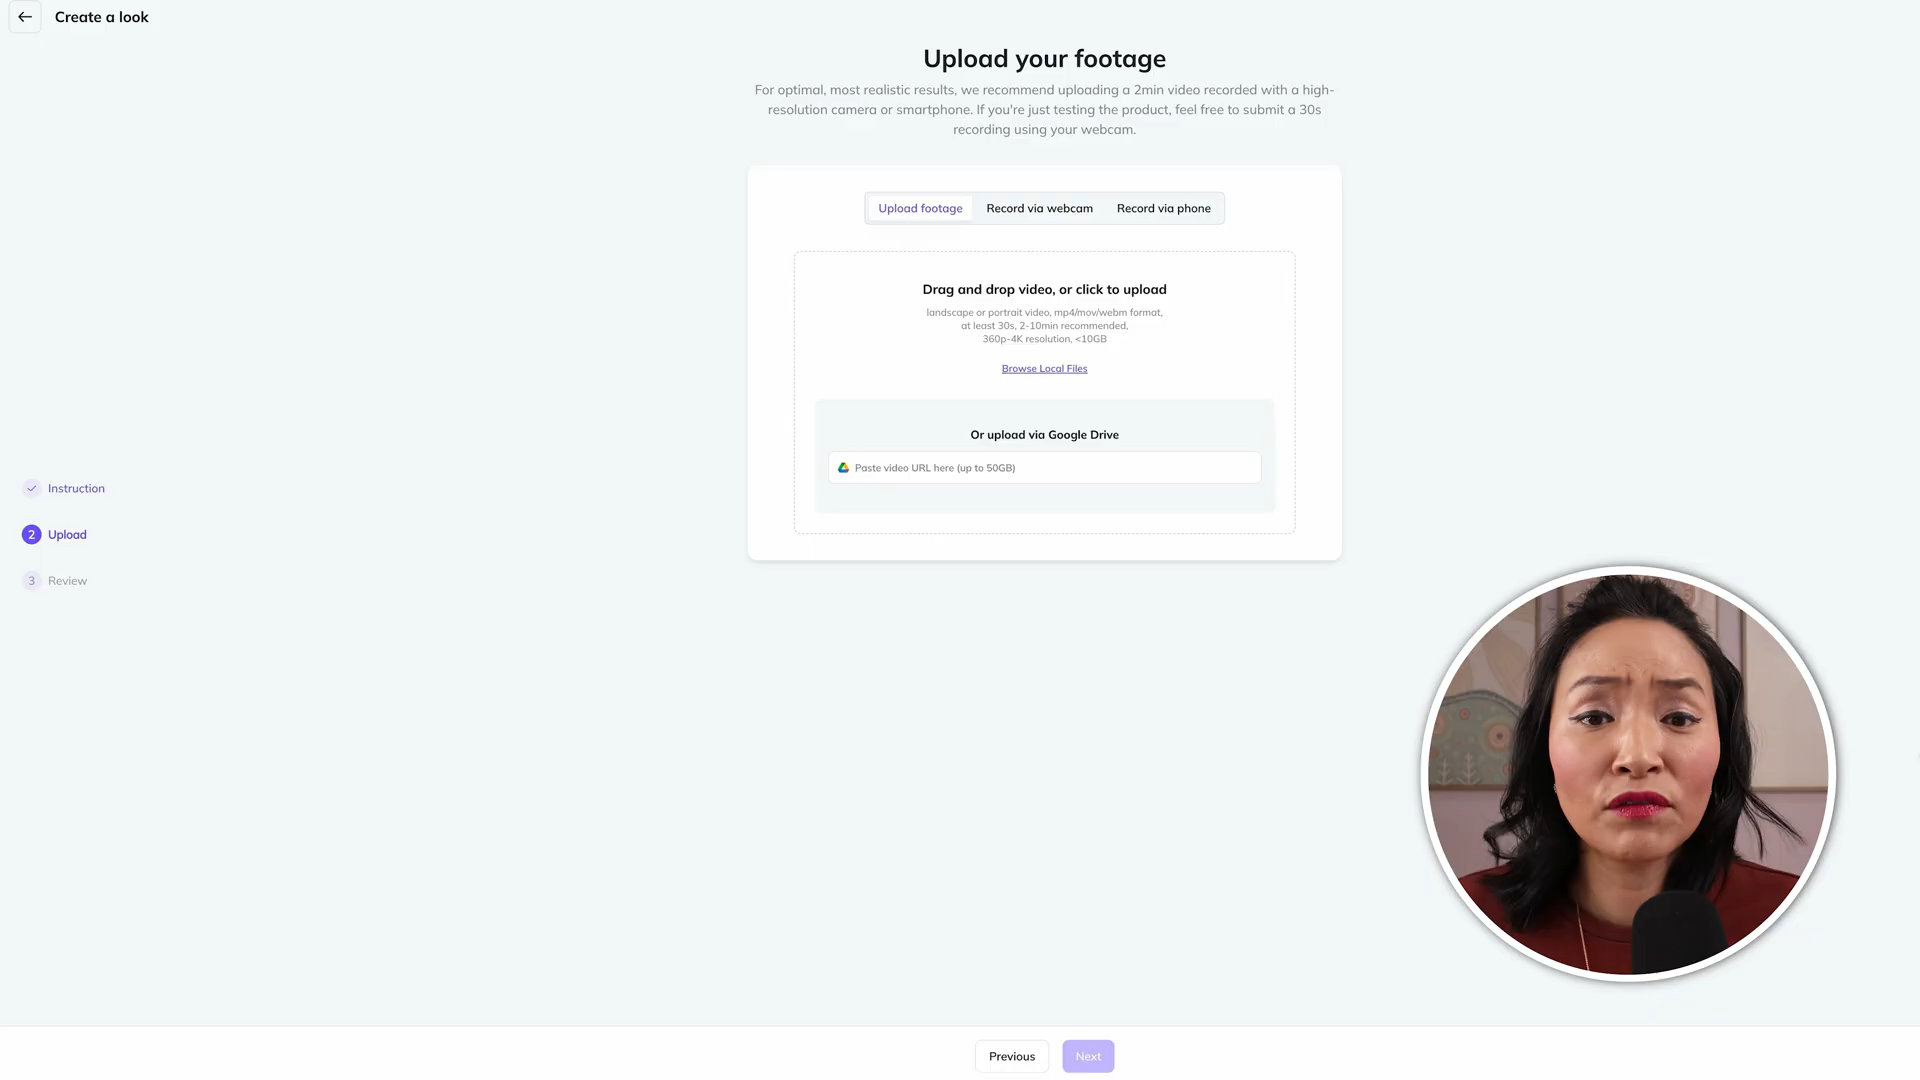 Create a look
Upload your footage
For optimal, most realistic results, we recommend uploading a 2min video recorded with a high-
resolution camera or smartphone. If you're just testing the product, feel free to submit a 30s
recording using your webcam.
Upload footage
Record via webcam
Record via phone
Drag and drop video, or click to upload
landscape or portrait video, mp4/mov/webm format,
at least 30s, 2-10min recommended,
360p-4K resolution, <10GB
Browse Local Files
Or upload via Google Drive
Paste video URL here (up to 50GB)
Instruction
2 Upload
3 Review
Previous
Next